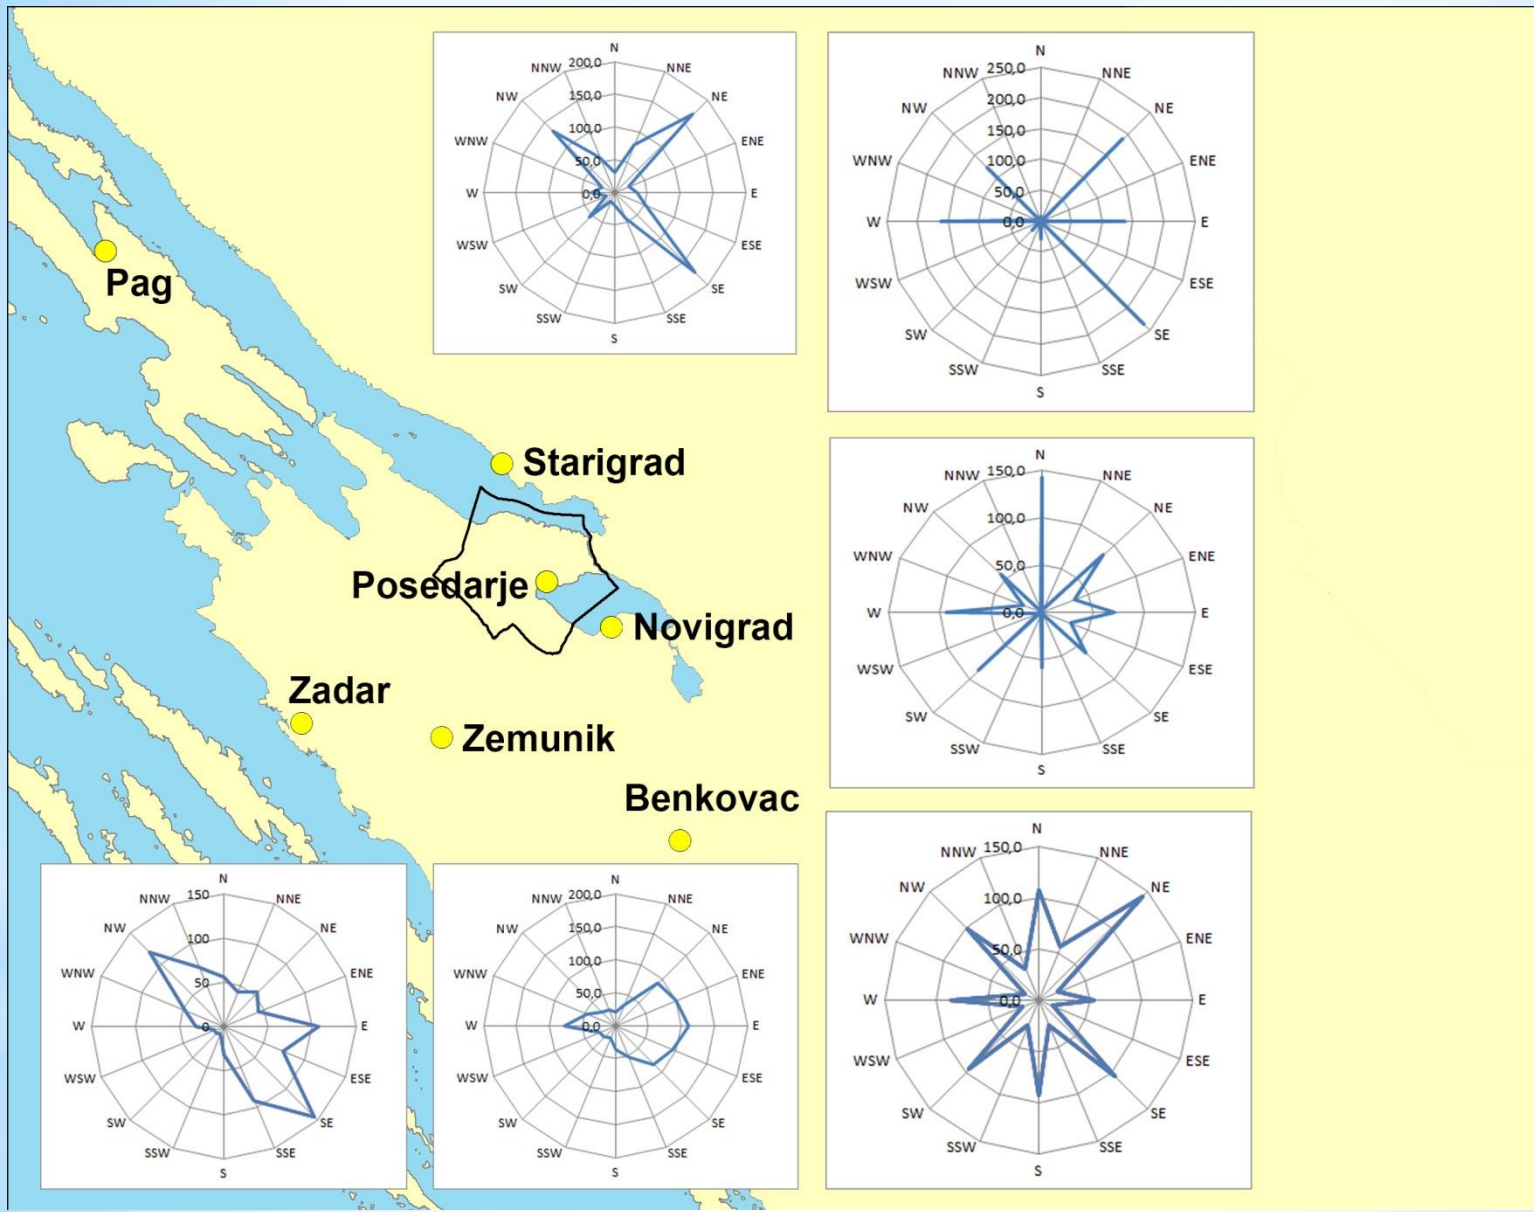 N
200,0
NNW
NNE
150,0
NW
NE
100,0
WNW
ENE
50,0
W
0,0
E
WSW
ESE
SW
SE
SSW
SSE
S
N
250,0
NNW
NNE
200,0
NW
NE
150,0
WNW
100,0
ENE
50,0
W
0,0
E
WSW
ESE
SW
SE
SSW
SSE
S
Pag
Starigrad
Posedarje
Novigrad
Zadar
Zemunik
Benkovac
N
150,0
NNW
NNE
NW
100,0
NE
WNW
50,0
ENE
W
0,0
E
WSW
ESE
SW
SE
SSW
SSE
S
N
150
NNW
NNE
NW
100
NE
WNW
50
ENE
W
0
E
WSW
ESE
SW
SE
SSW
SSE
S
N
200,0
NNW
NNE
150,0
NW
NE
100,0
WNW
ENE
50,0
W
0,0
E
WSW
ESE
SW
SE
SSW
SSE
S
N
150,0
NNW
NNE
NW
100,0
NE
WNW
50,0
ENE
W
0,0
E
WSW
ESE
SW
SE
SSW
SSE
S